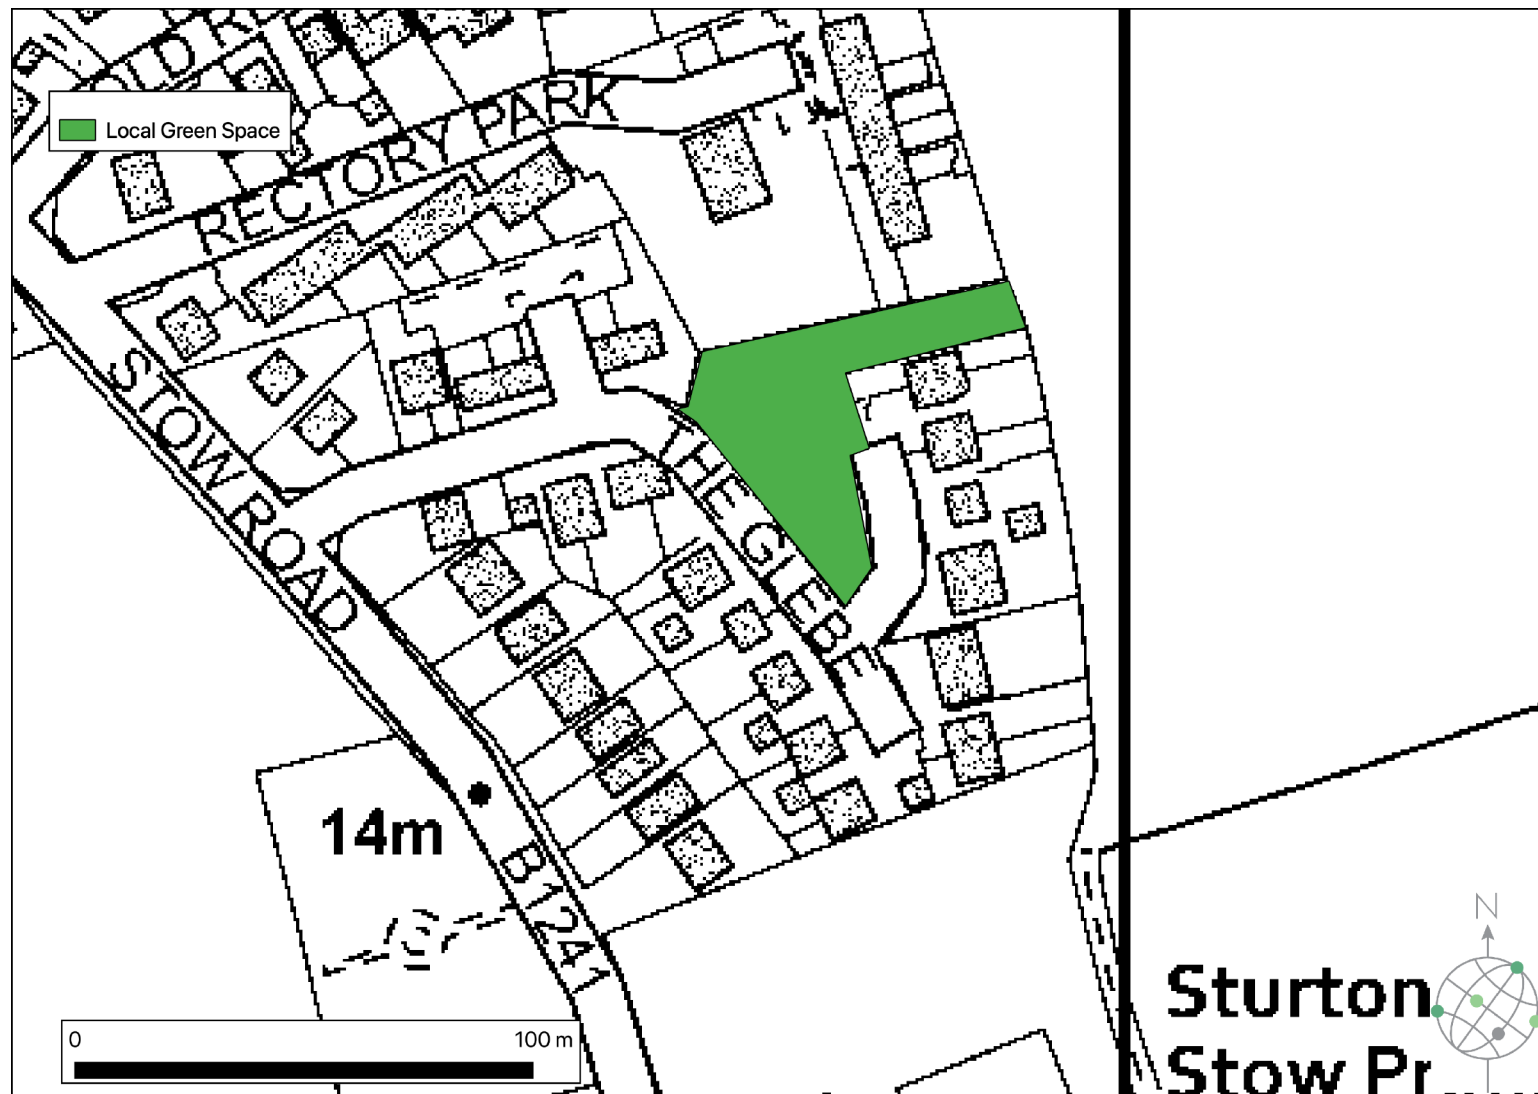 RECTORY PARK
Local Green Space
STOW ROAD
THE GLEBE
14m
B1241
0 100 m
N
Sturton
Stow Pr